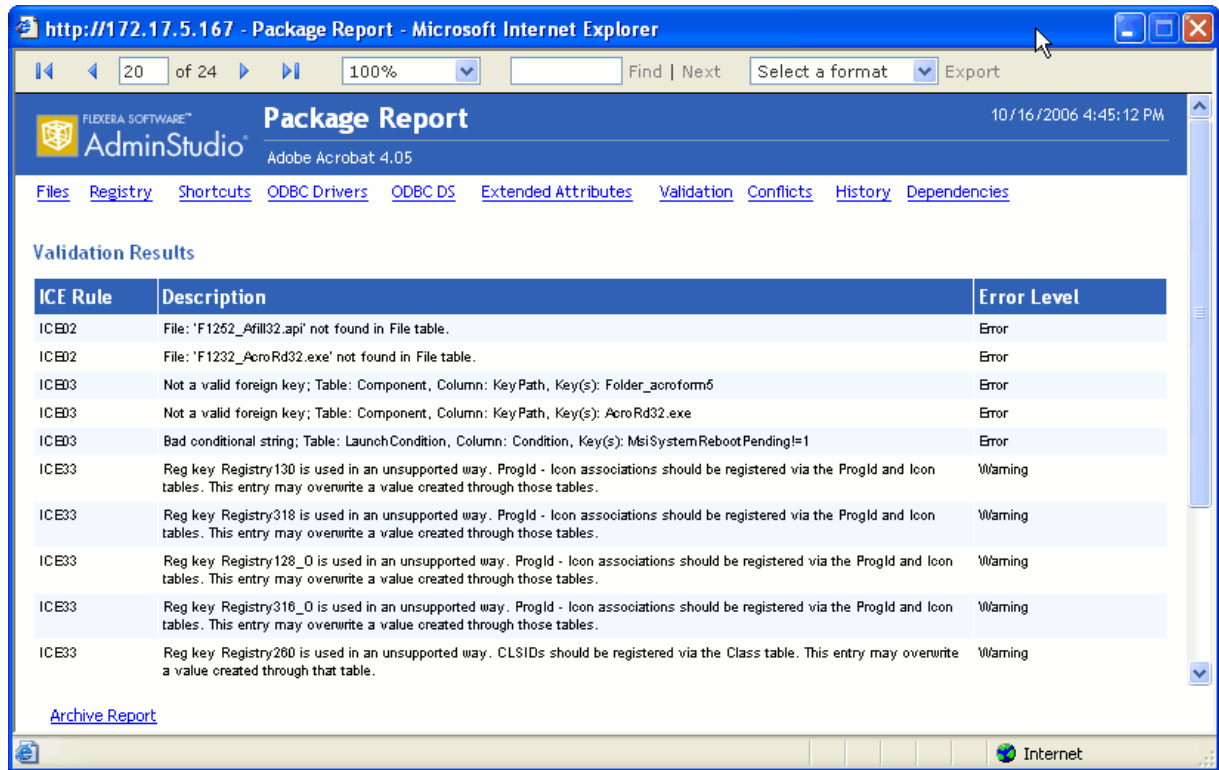 http://172.17.5.167 - Package Report - Microsoft Internet Explorer
20 of 24 100% Find | Next Select a format Export
FLEXERA SOFTWARE™
AdminStudio®
Package Report
10/16/2006 4:45:12 PM
Adobe Acrobat 4.05
Files Registry Shortcuts ODBC Drivers ODBC DS Extended Attributes Validation Conflicts History Dependencies
Validation Results
ICE Rule Description Error Level
ICE02 File: 'F1252_Afill32.api' not found in File table. Error
ICE02 File: 'F1232_AcroRd32.exe' not found in File table. Error
ICE03 Not a valid foreign key; Table: Component, Column: KeyPath, Key(s): Folder_acroform5 Error
ICE03 Not a valid foreign key; Table: Component, Column: KeyPath, Key(s): AcroRd32.exe Error
ICE03 Bad conditional string; Table: LaunchCondition, Column: Condition, Key(s): MsiSystemRebootPending!=1 Error
ICE33 Reg key Registry130 is used in an unsupported way. ProgId - Icon associations should be registered via the ProgId and Icon Warning
tables. This entry may overwrite a value created through those tables.
ICE33 Reg key Registry318 is used in an unsupported way. ProgId - Icon associations should be registered via the ProgId and Icon Warning
tables. This entry may overwrite a value created through those tables.
ICE33 Reg key Registry128_0 is used in an unsupported way. ProgId - Icon associations should be registered via the ProgId and Icon Warning
tables. This entry may overwrite a value created through those tables.
ICE33 Reg key Registry316_0 is used in an unsupported way. ProgId - Icon associations should be registered via the ProgId and Icon Warning
tables. This entry may overwrite a value created through those tables.
ICE33 Reg key Registry260 is used in an unsupported way. CLSIDs should be registered via the Class table. This entry may overwrite Warning
a value created through that table.
Archive Report
Internet